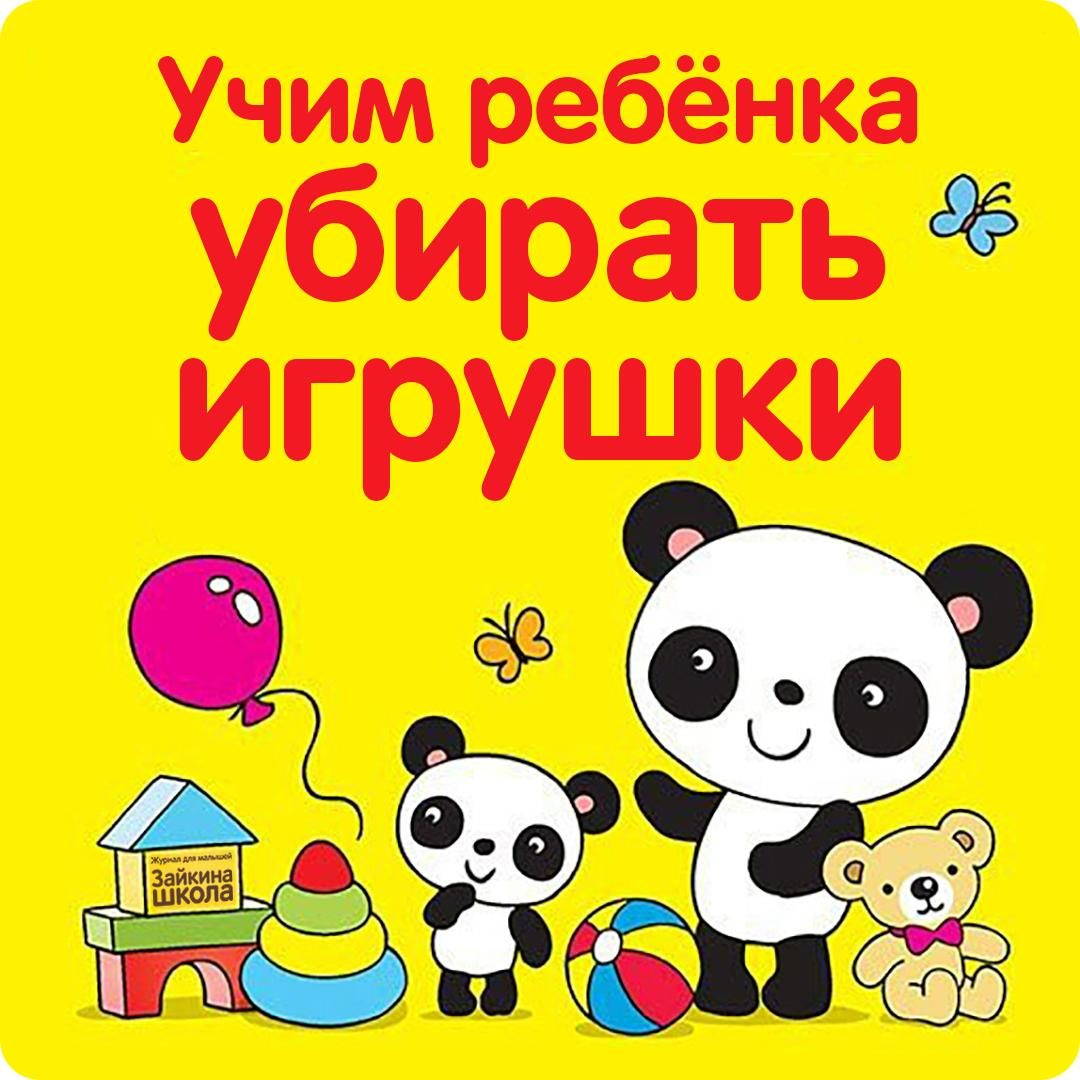 Учим ребёнка
убирать
игрушки
Журнал для малышей
Зайкина
школа